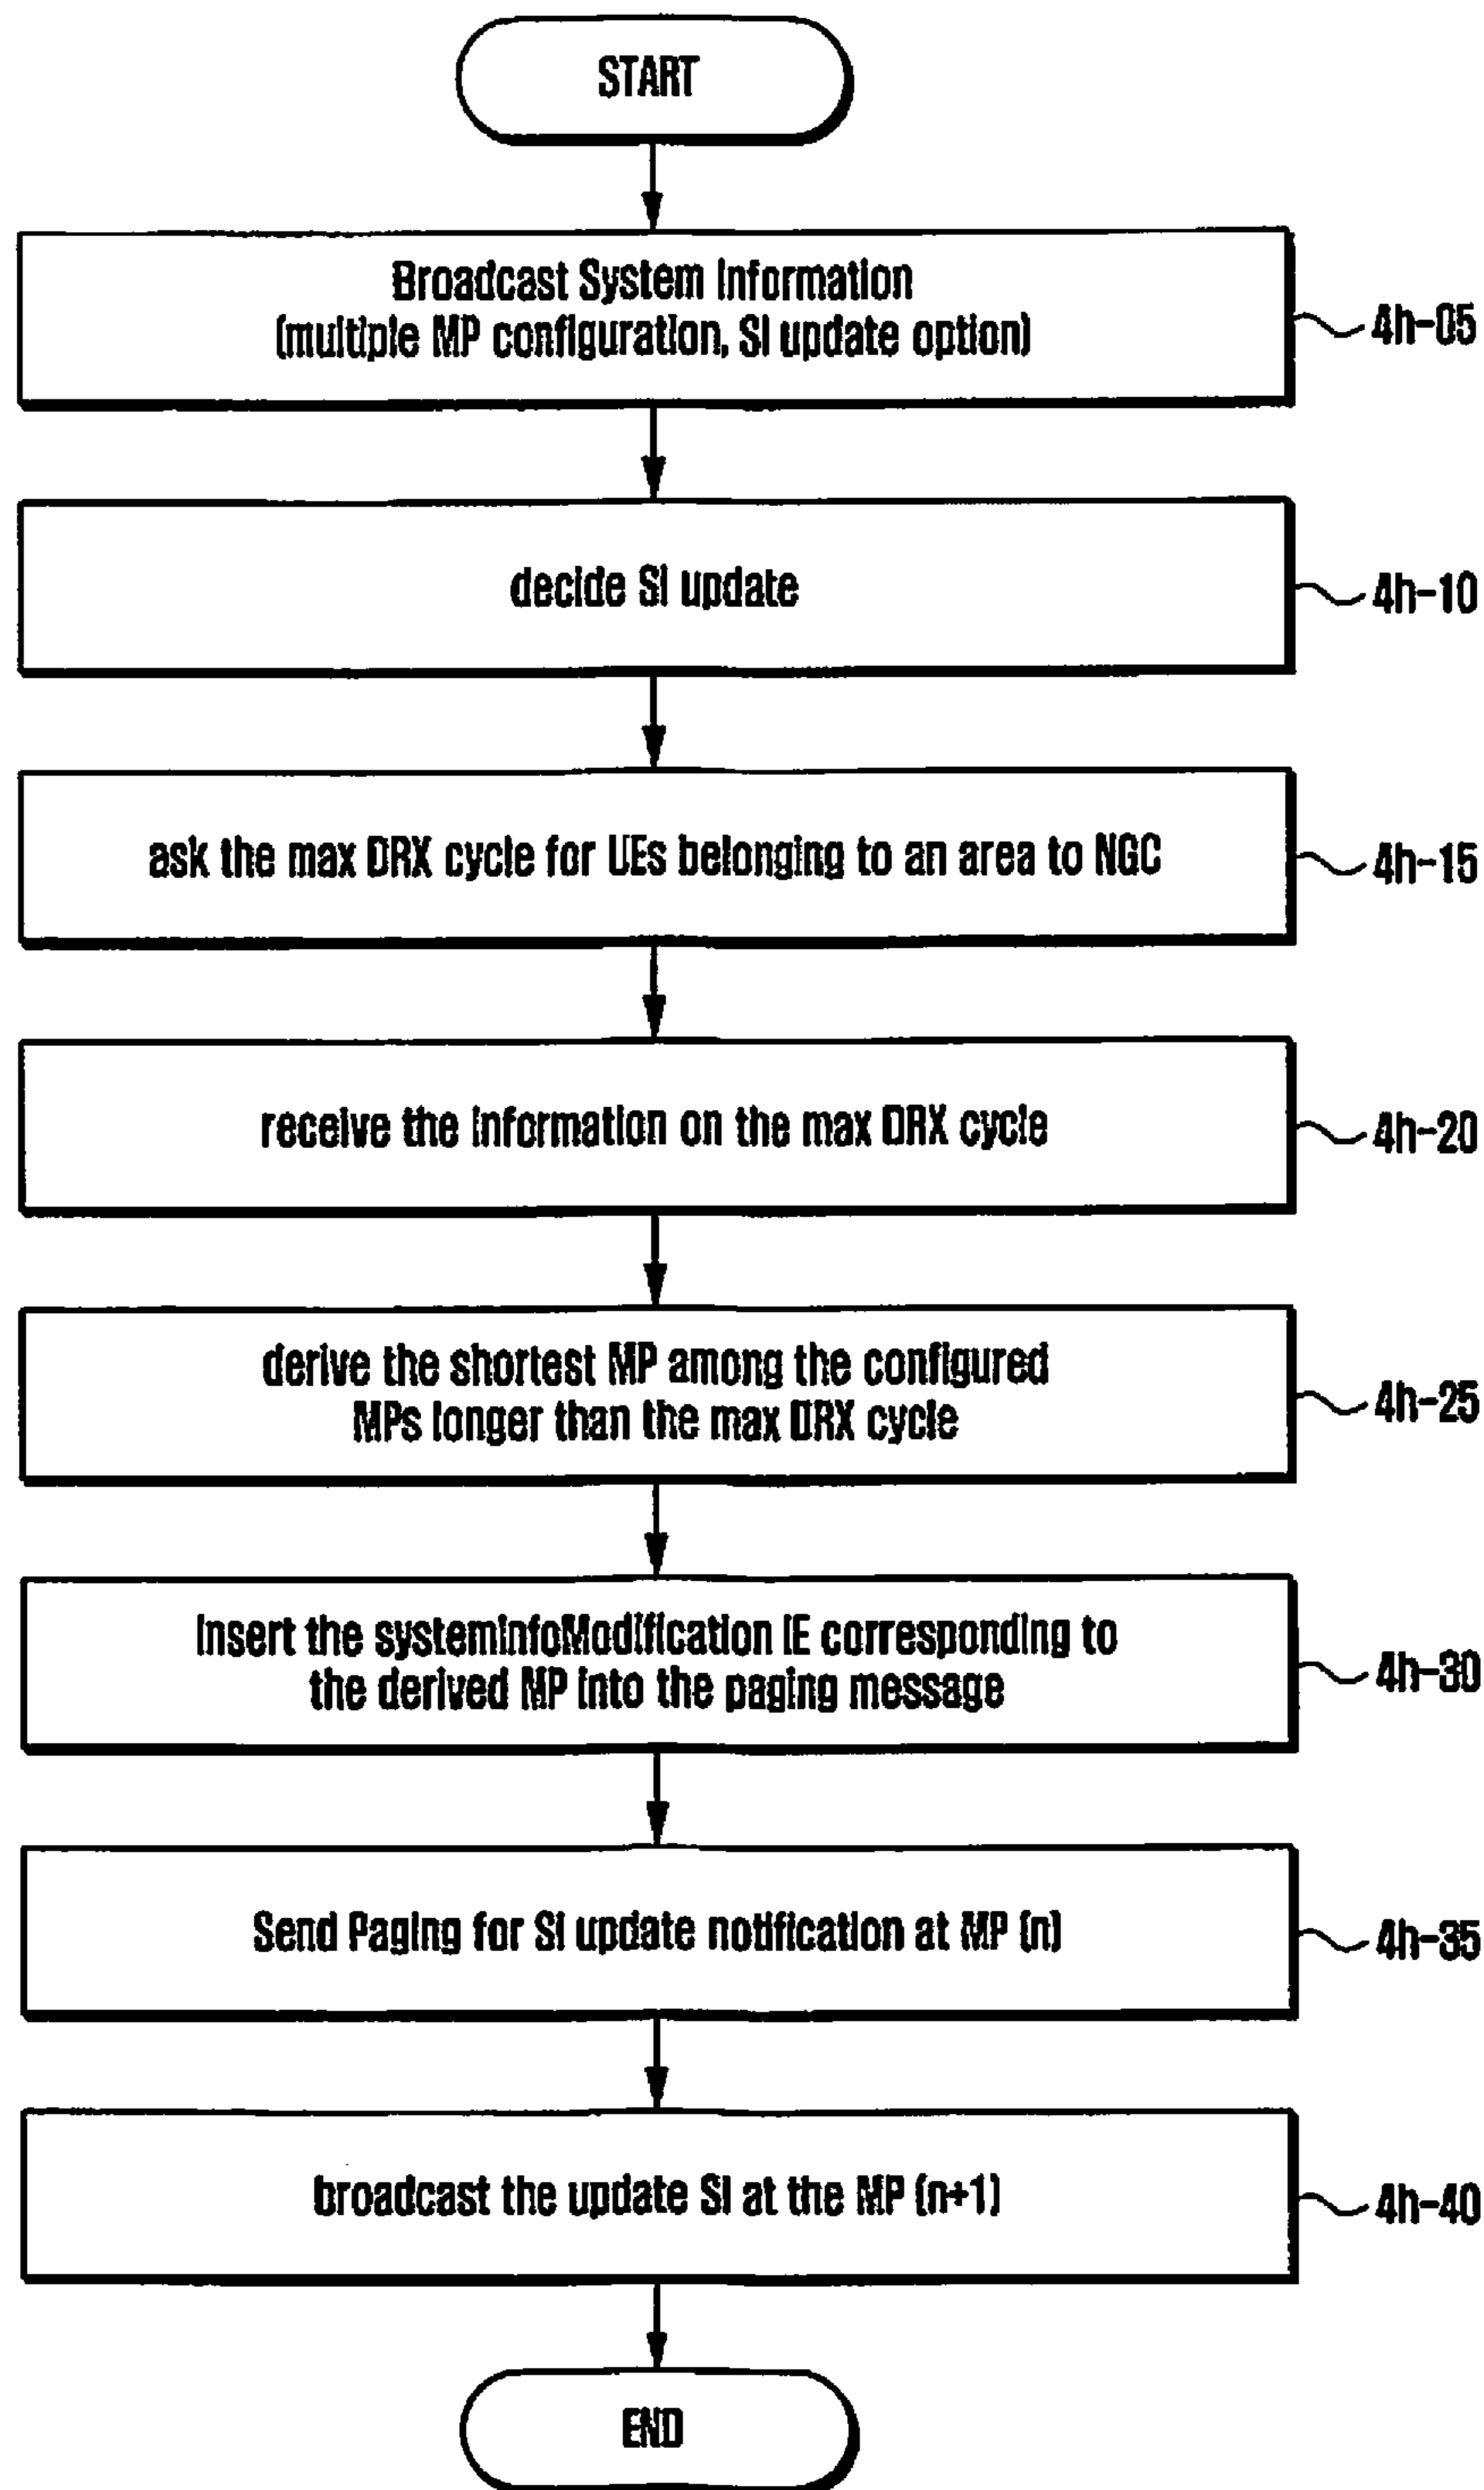 START
Broadcast System Information
(multiple MP configuration, SI update option)
4h-05
decide SI update
4h-10
ask the max DRX cycle for UEs belonging to an area to NGC
4h-15
receive the information on the max DRX cycle
4h-20
derive the shortest MP among the configured
MPs longer than the max DRX cycle
4h-25
Insert the systemInfoModification IE corresponding to
the derived MP into the paging message
4h-30
Send Paging for SI update notification at MP (n)
4h-35
broadcast the update SI at the MP (n+1)
4h-40
END